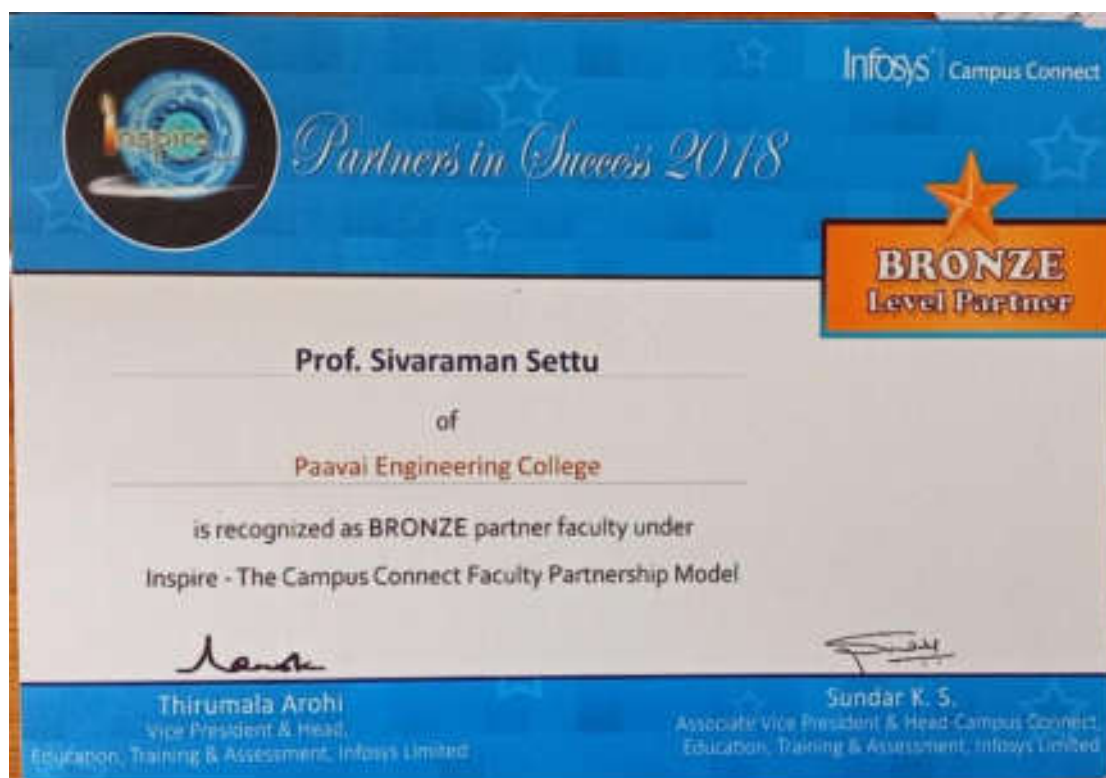 Infosys | Campus Connect
Inspire
Partners in Success 2018
BRONZE
Level Partner
Prof. Sivaraman Settu
of
Paavai Engineering College
is recognized as BRONZE partner faculty under
Inspire - The Campus Connect Faculty Partnership Model
Thirumala Arohi
Vice President & Head,
Education, Training & Assessment, Infosys Limited
Sundar K. S.
Associate Vice President & Head-Campus Connect,
Education, Training & Assessment, Infosys Limited